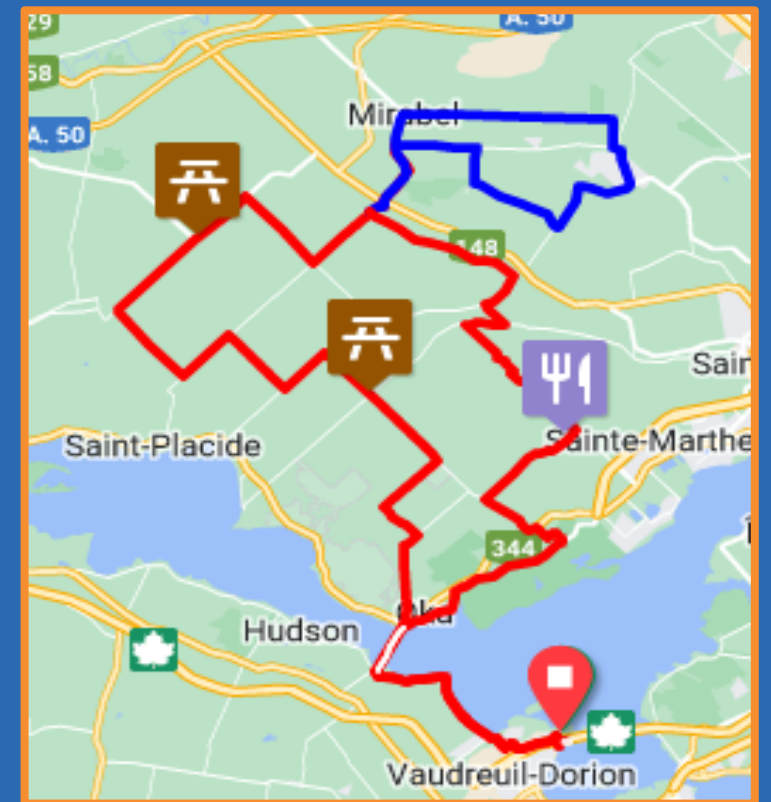 29
A. 50
58
Mirabel
A. 50
148
Sain
Saint-Placide
Sainte-Marthe
344
Oka
Hudson
Vaudreuil-Dorion